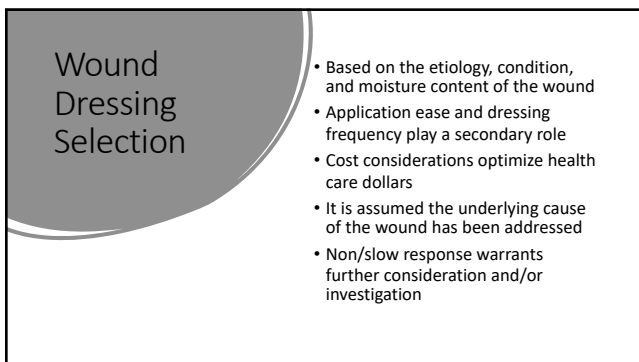 Wound
Dressing
Selection
• Based on the etiology, condition,
and moisture content of the wound
• Application ease and dressing
frequency play a secondary role
• Cost considerations optimize health
care dollars
• It is assumed the underlying cause
of the wound has been addressed
• Non/slow response warrants
further consideration and/or
investigation